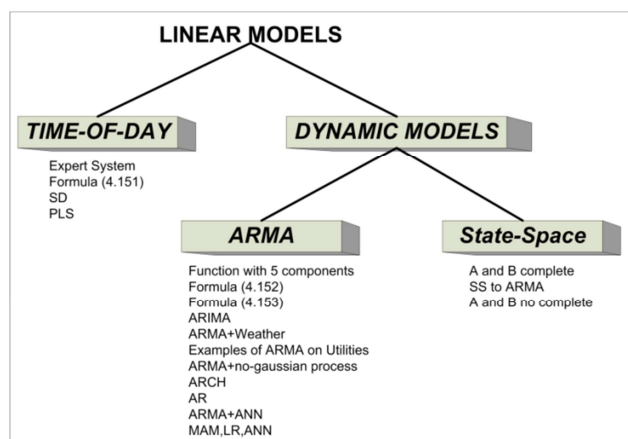 LINEAR MODELS
TIME-OF-DAY
DYNAMIC MODELS
Expert System
Formula (4.151)
SD
PLS
ARMA
State-Space
Function with 5 components
Formula (4.152)
Formula (4.153)
ARIMA
ARMA+Weather
Examples of ARMA on Utilities
ARMA+no-gaussian process
ARCH
AR
ARMA+ANN
MAM,LR,ANN
A and B complete
SS to ARMA
A and B no complete